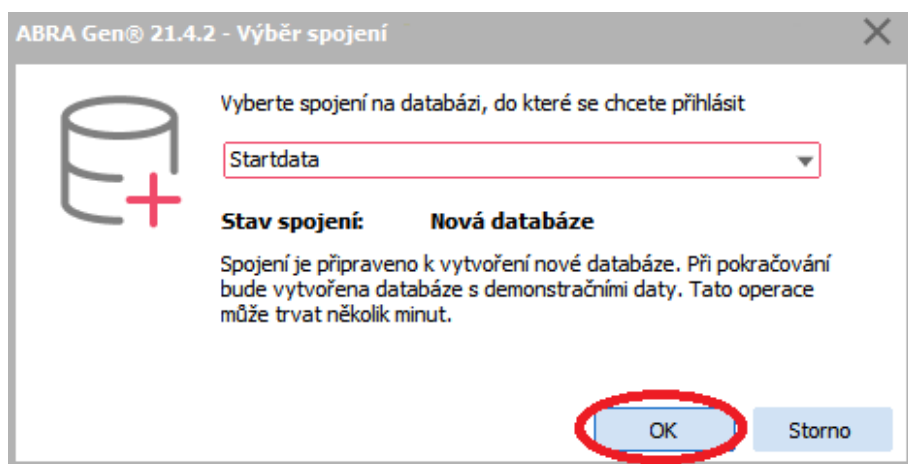 ABRA Gen® 21.4.2 - Výběr spojení
Vyberte spojení na databázi, do které se chcete přihlásit
Startdata
Stav spojení: Nová databáze
Spojení je připraveno k vytvoření nové databáze. Při pokračování
bude vytvořena databáze s demonstračními daty. Tato operace
může trvat několik minut.
OK Storno